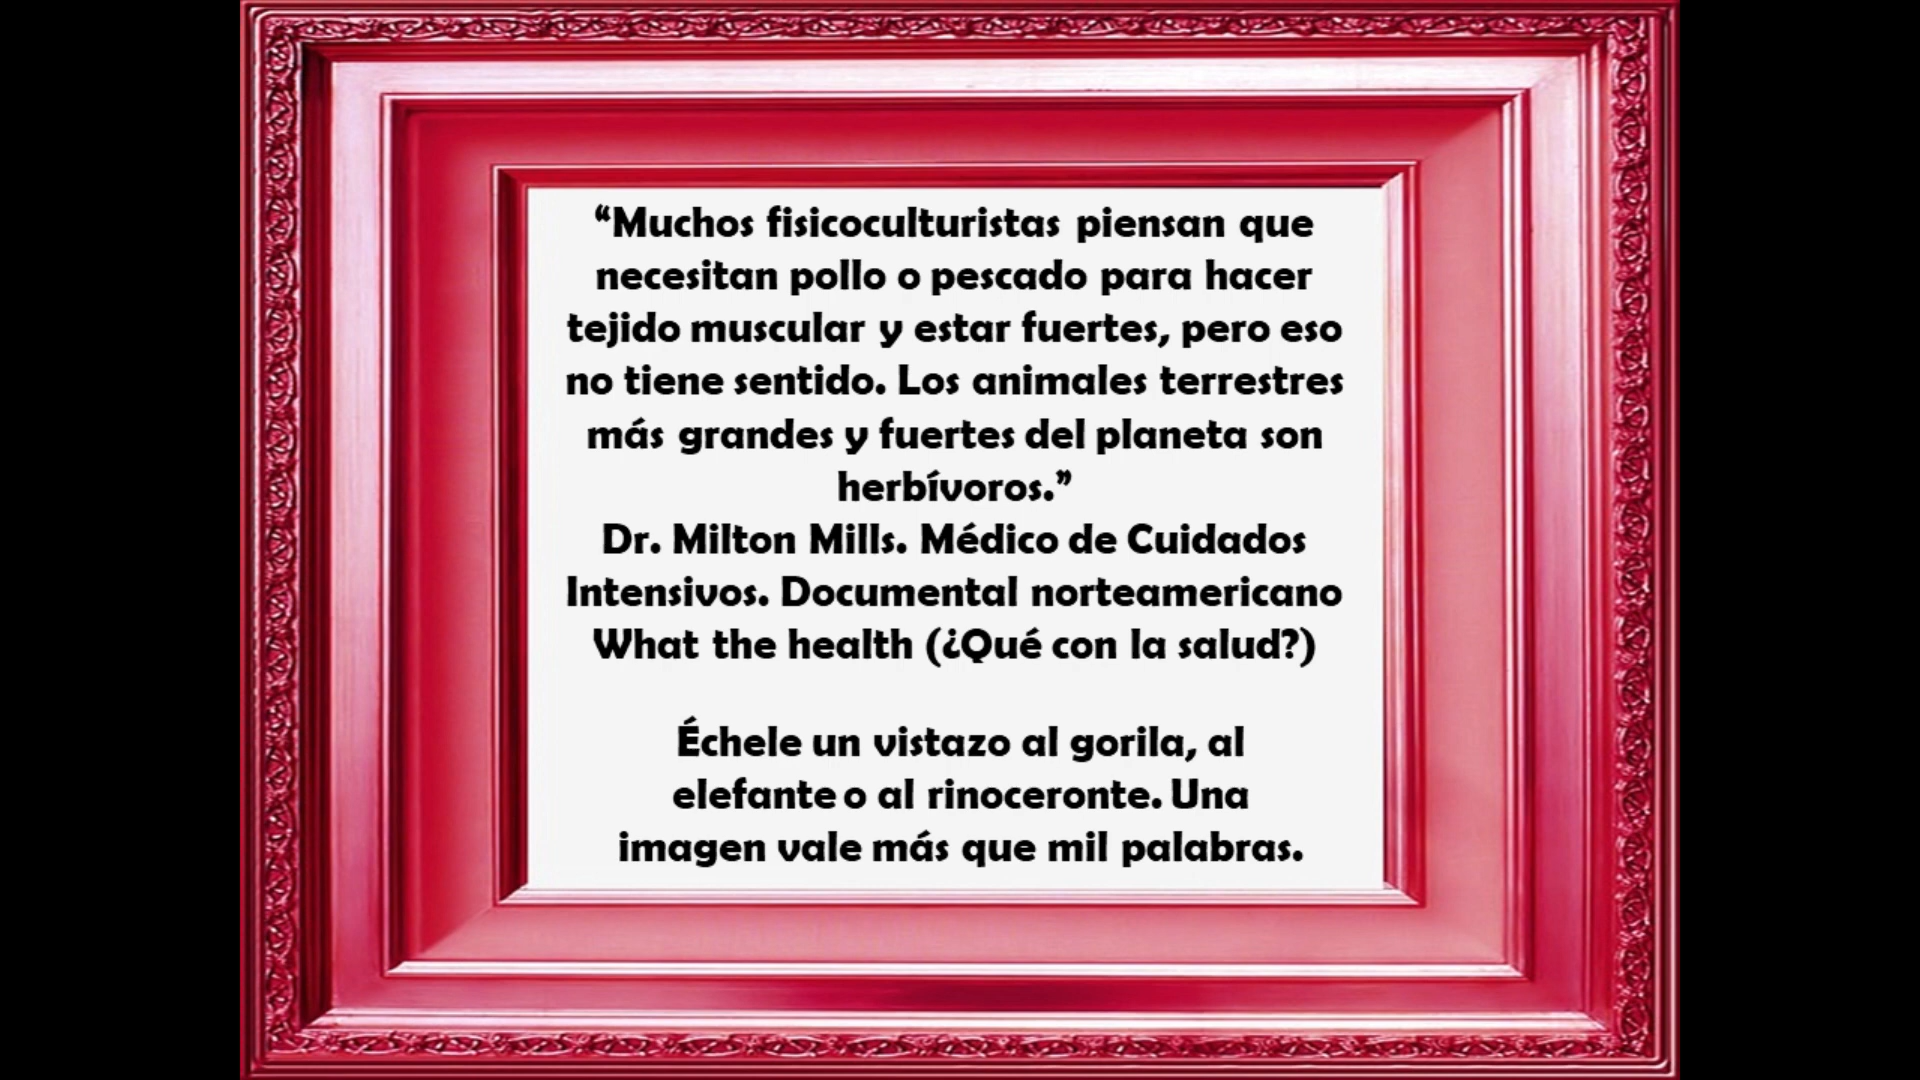 “Muchos fisicoculturistas piensan que
necesitan pollo o pescado para hacer
tejido muscular y estar fuertes, pero eso
no tiene sentido. Los animales terrestres
más grandes y fuertes del planeta son
herbívoros.”
Dr. Milton Mills. Médico de Cuidados
Intensivos. Documental norteamericano
What the health (¿Qué con la salud?)
Échele un vistazo al gorila, al
elefante o al rinoceronte. Una
imagen vale más que mil palabras.